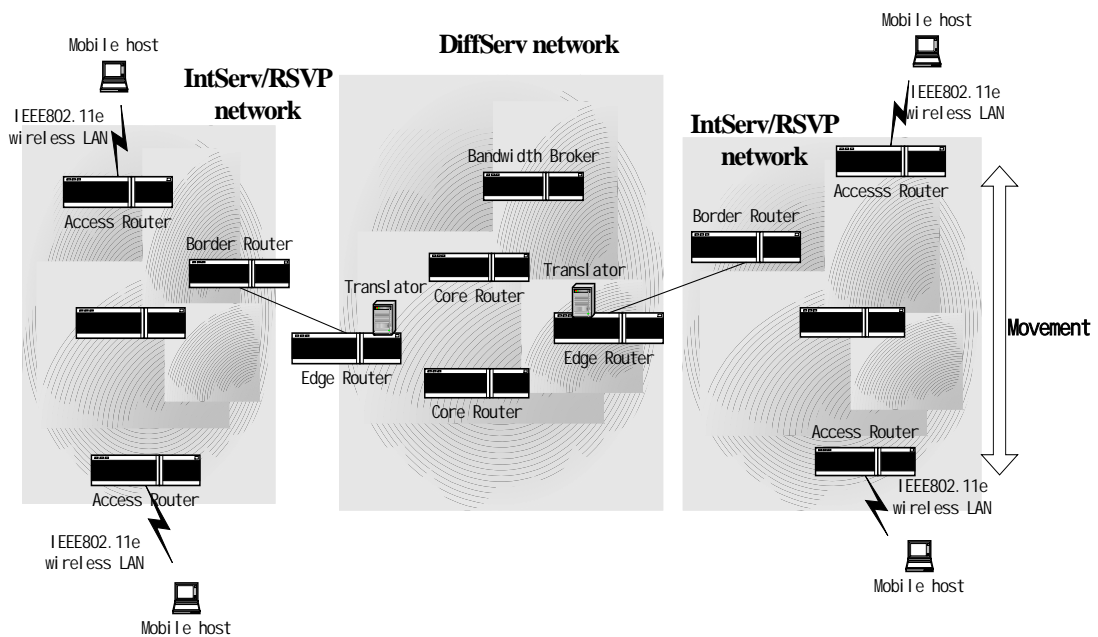 Mobile host
IEEE802.11e
wireless LAN
IntServ/RSVP
network
Access Router
Border Router
Access Router
IEEE802.11e
wireless LAN
Mobile host
DiffServ network
Bandwidth Broker
Translator
Core Router
Translator
Edge Router
Edge Router
Core Router
Mobile host
IEEE802.11e
wireless LAN
IntServ/RSVP
network
Accesss Router
Border Router
Movement
Access Router
IEEE802.11e
wireless LAN
Mobile host